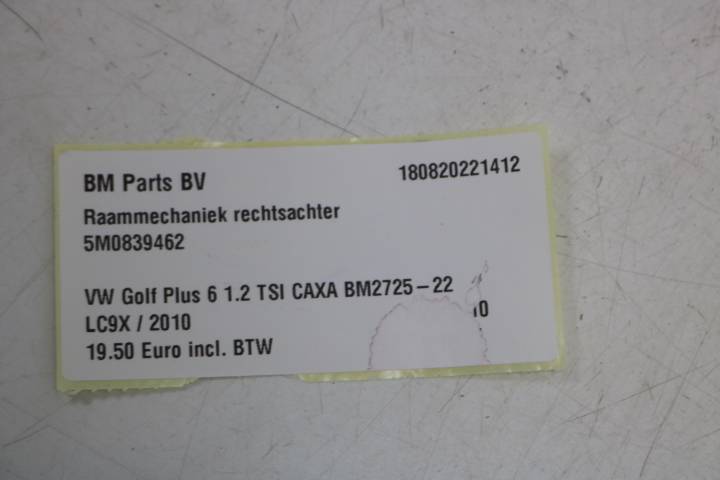 BM Parts BV 180820221412
Raammechaniek rechtsachter
5M0839462
VW Golf Plus 6 1.2 TSI CAXA BM2725-22
LC9X / 2010
19.50 Euro incl. BTW